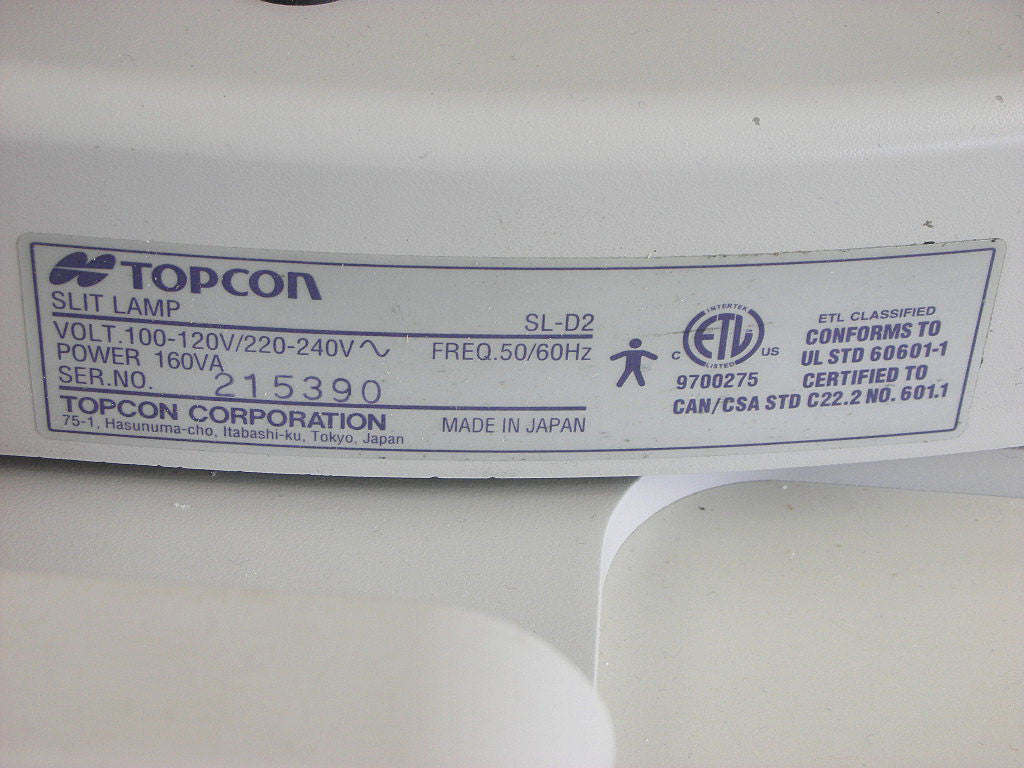 TOPCON
SLIT LAMP
SL-D2
VOLT.100-120V/220-240V∿
FREQ.50/60Hz
POWER 160VA
SER.NO. 215390
TOPCON CORPORATION
75-1, Hasunuma-cho, Itabashi-ku, Tokyo, Japan
MADE IN JAPAN
INTERTEK
C ETL US
LISTED
9700275
ETL CLASSIFIED
CONFORMS TO
UL STD 60601-1
CERTIFIED TO
CAN/CSA STD C22.2 NO. 601.1